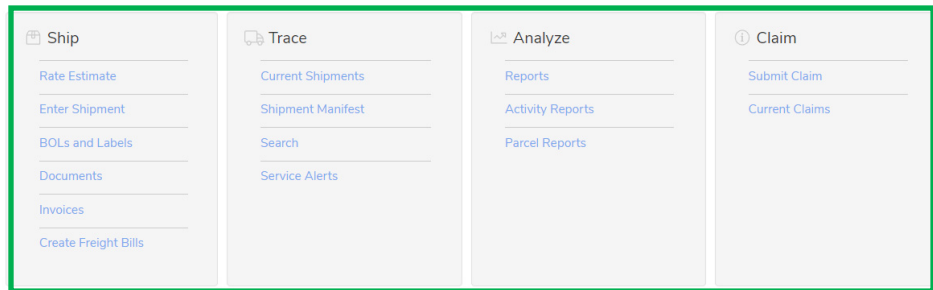 Ship
Rate Estimate
Enter Shipment
BOLs and Labels
Documents
Invoices
Create Freight Bills
Trace
Current Shipments
Shipment Manifest
Search
Service Alerts
Analyze
Reports
Activity Reports
Parcel Reports
Claim
Submit Claim
Current Claims